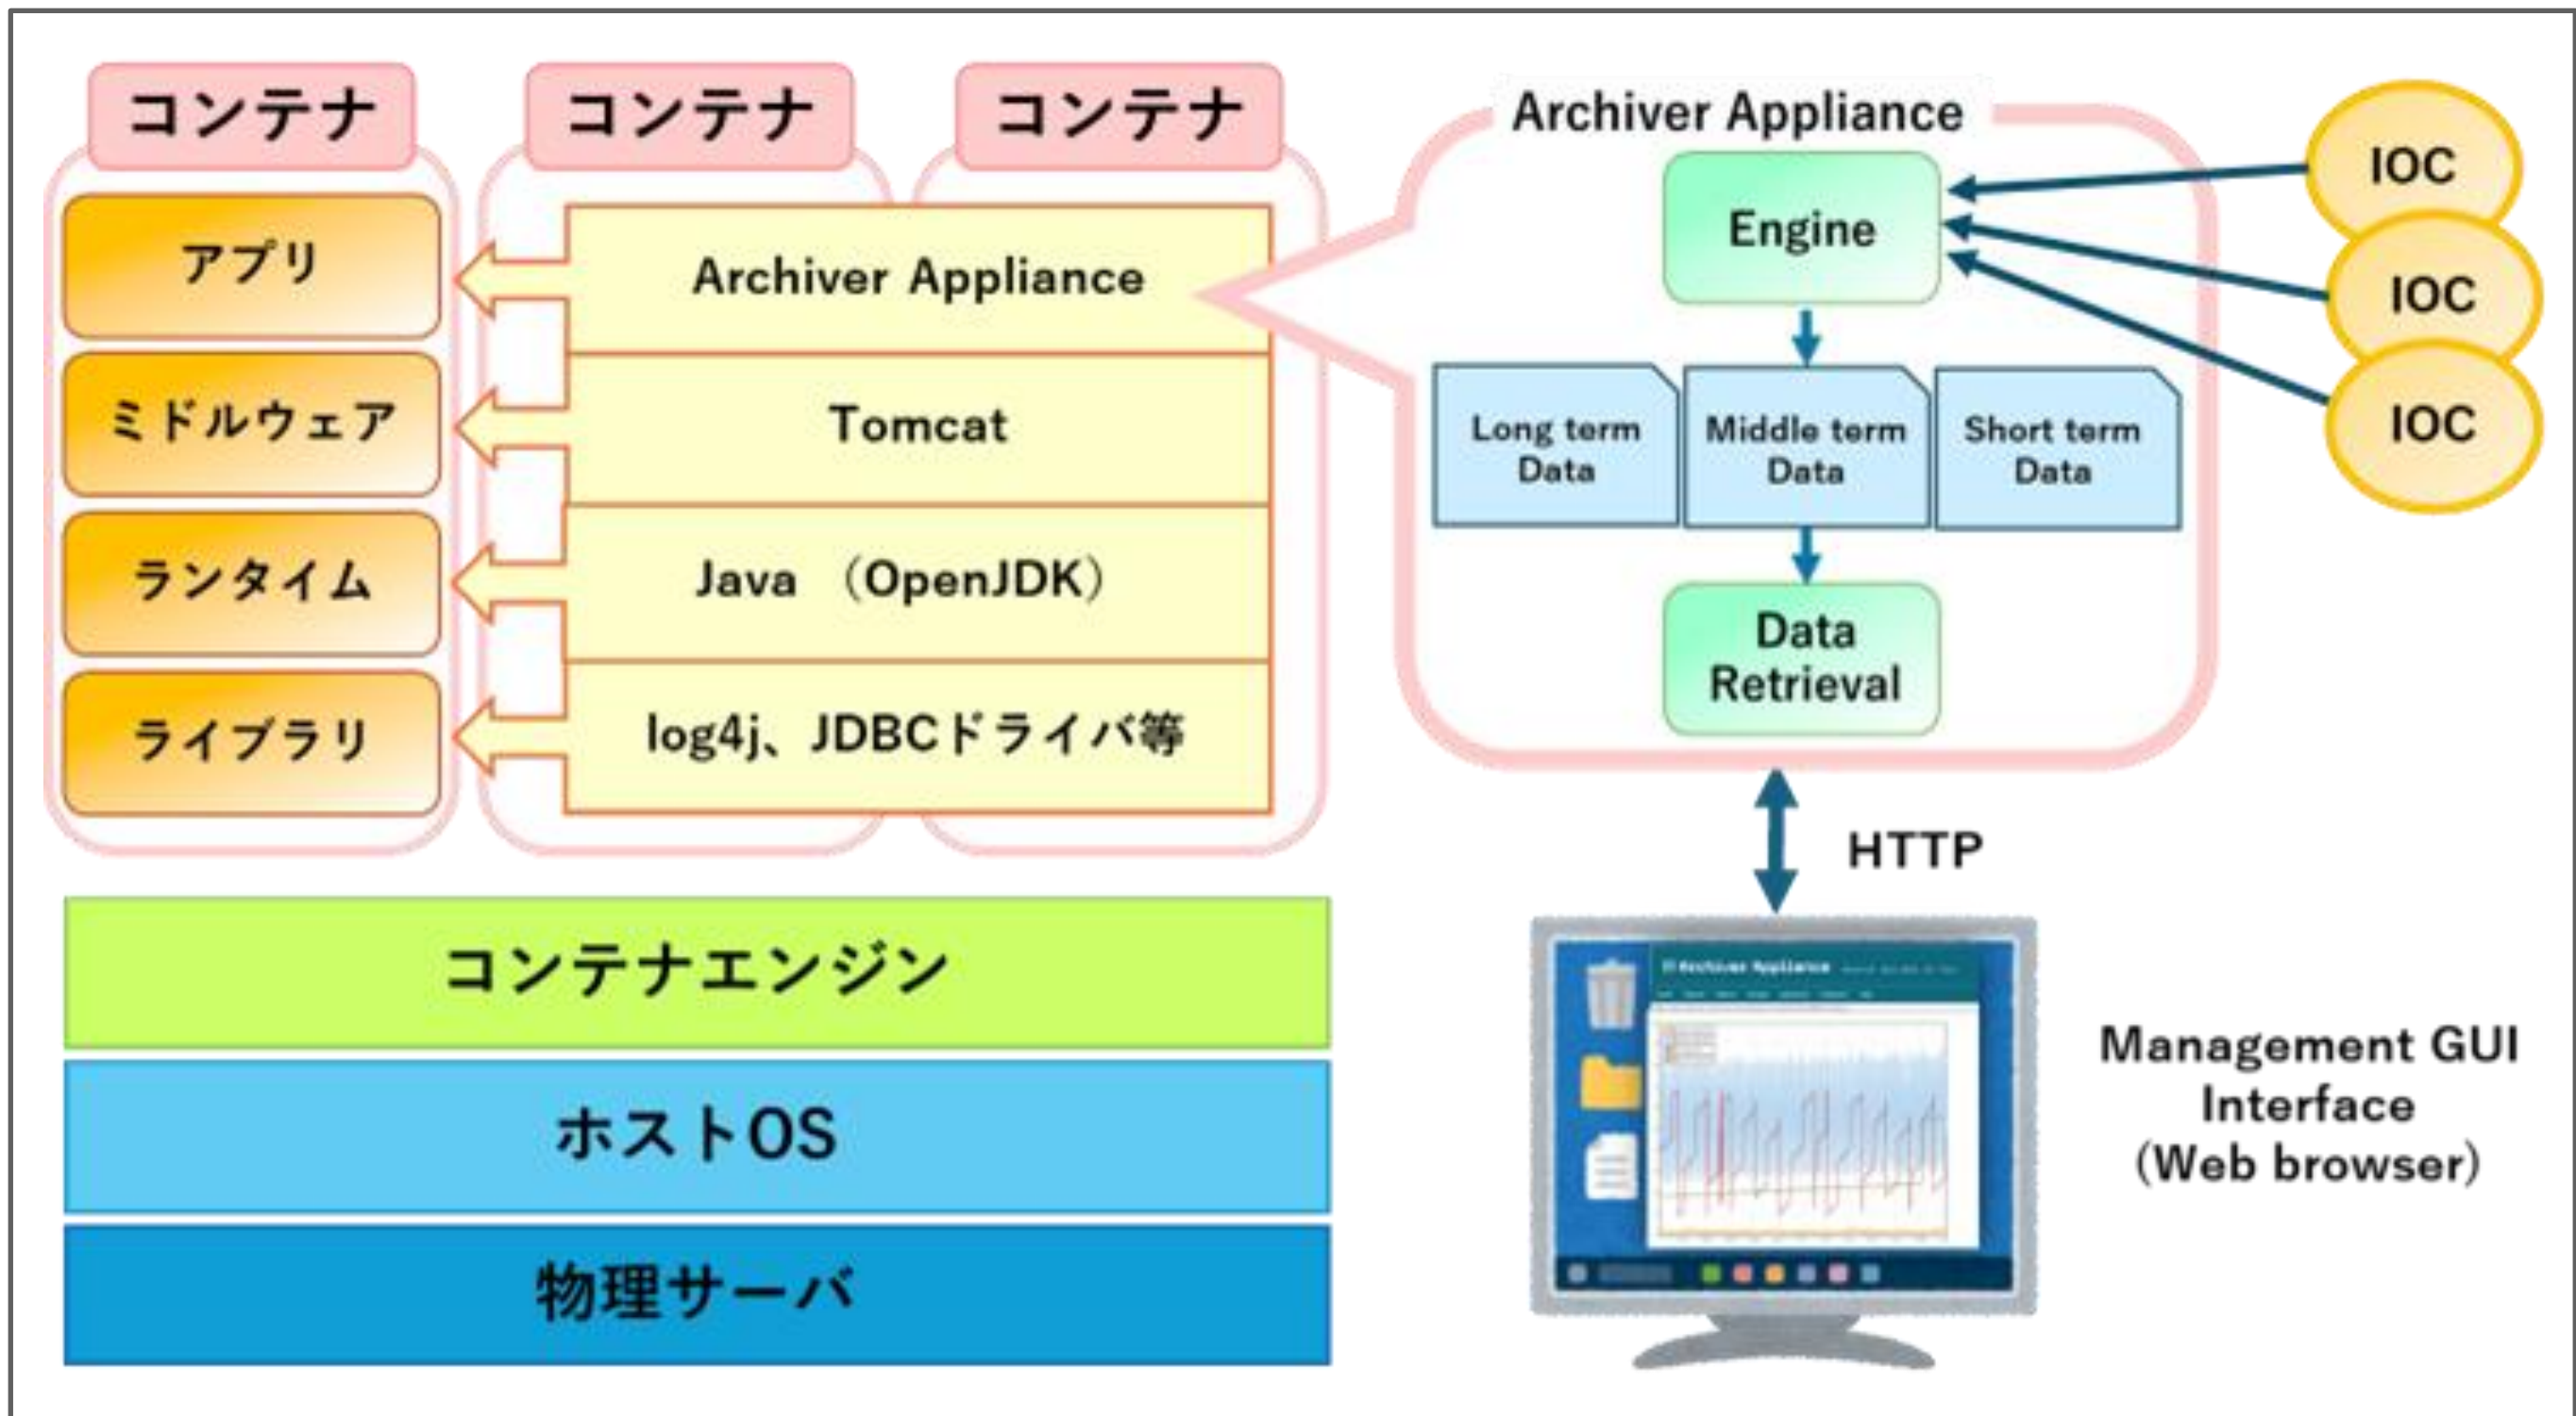 コンテナ
コンテナ
コンテナ
アプリ
ミドルウェア
ランタイム
ライブラリ
Archiver Appliance
Tomcat
Java （OpenJDK）
log4j、JDBCドライバ等
コンテナエンジン
ホストOS
物理サーバ
Archiver Appliance
Engine
IOC
IOC
IOC
Long term
Data
Middle term
Data
Short term
Data
Data
Retrieval
HTTP
Archiver Appliance
Management GUI
Interface
(Web browser)